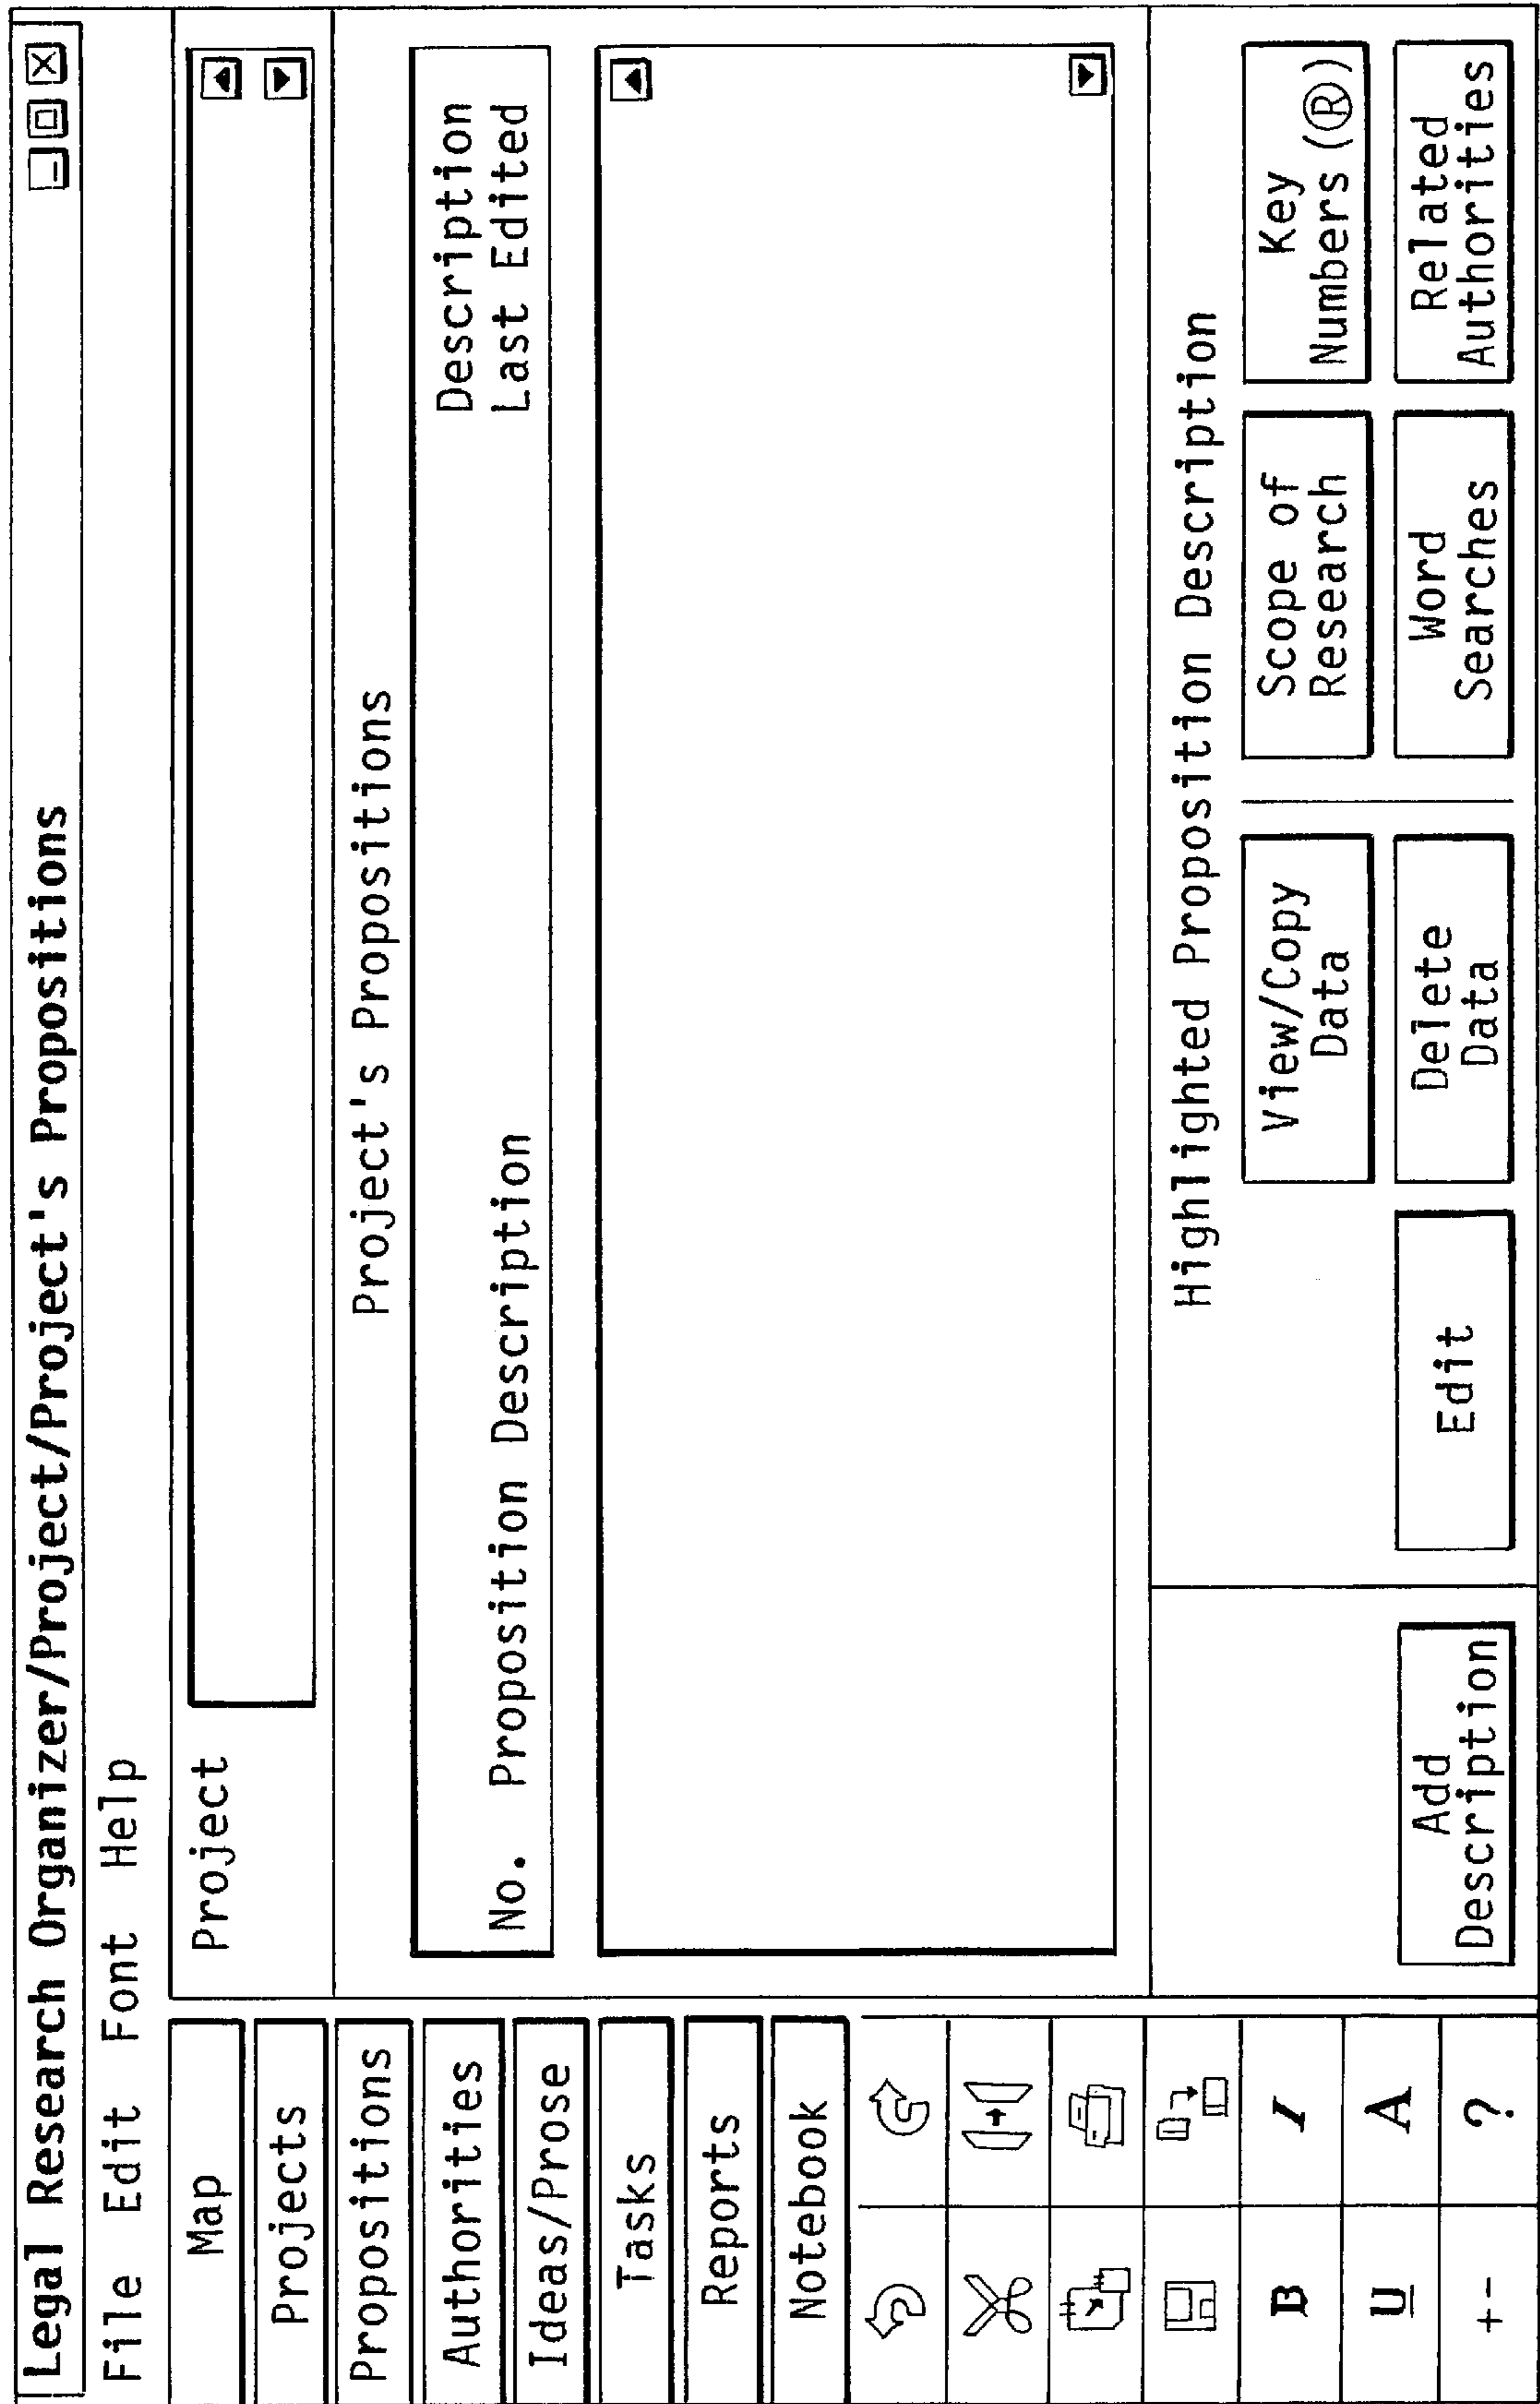 Legal Research Organizer/Project/Project's Propositions
File Edit Font Help
Map
Projects
Propositions
Authorities
Ideas/Prose
Tasks
Reports
Notebook
B I
U A
+- ?
Project
Project's Propositions
Description
No. Proposition Description Last Edited
Highlighted Proposition Description
Add
Description
Edit
View/Copy
Data
Delete
Data
Scope of
Research
Word
Searches
Key
Numbers (®)
Related
Authorities